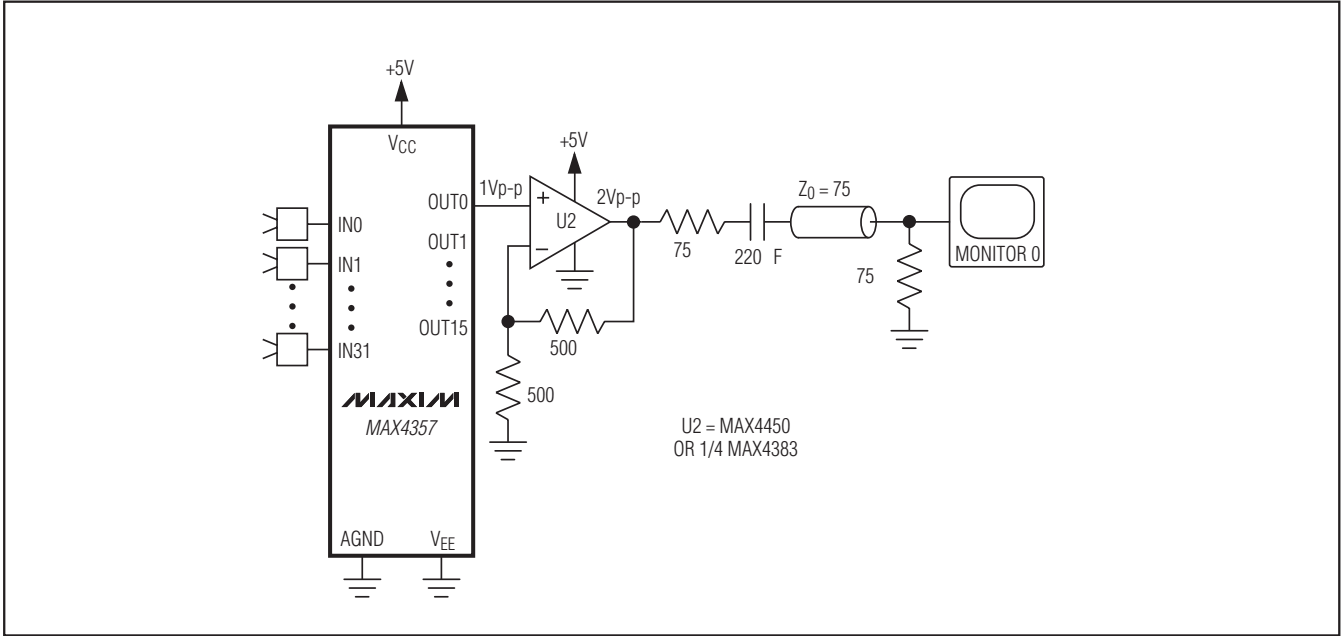 +5V
VCC
+5V
OUT0
1Vp-p
+
2Vp-p
Z0 = 75
IN0
U2
OUT1
−
75
220 F
MONITOR 0
IN1
75
OUT15
IN31
500
500
MAXIM
MAX4357
U2 = MAX4450
OR 1/4 MAX4383
AGND
VEE